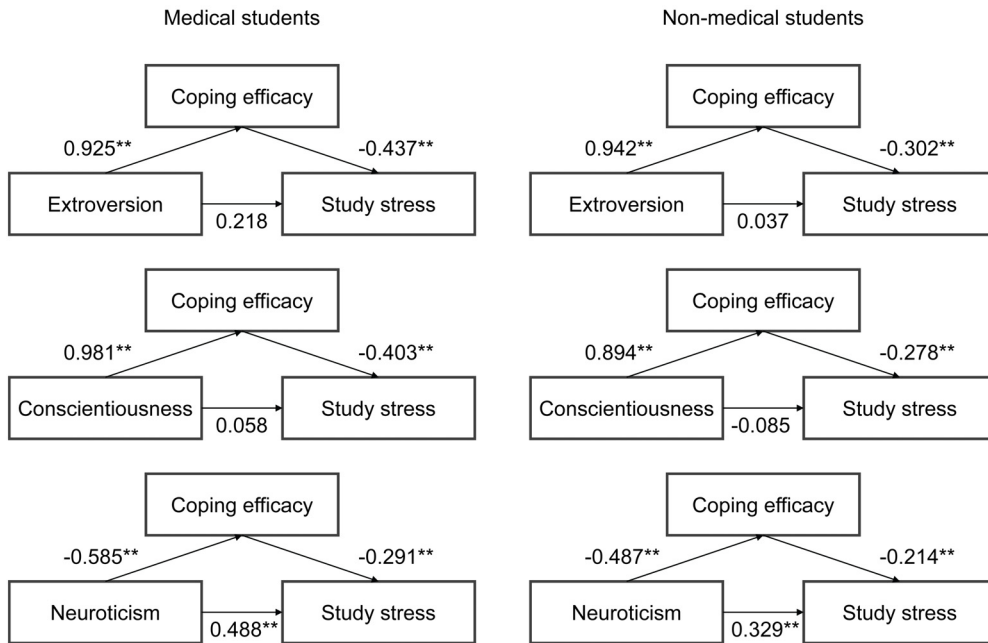 Medical students
Non-medical students
Coping efficacy
0.925**
-0.437**
Extroversion
Study stress
0.218
Coping efficacy
0.942**
-0.302**
Extroversion
Study stress
0.037
Coping efficacy
0.981**
-0.403**
Conscientiousness
Study stress
0.058
Coping efficacy
0.894**
-0.278**
Conscientiousness
Study stress
-0.085
Coping efficacy
-0.585**
-0.291**
Neuroticism
Study stress
0.488**
Coping efficacy
-0.487**
-0.214**
Neuroticism
Study stress
0.329**